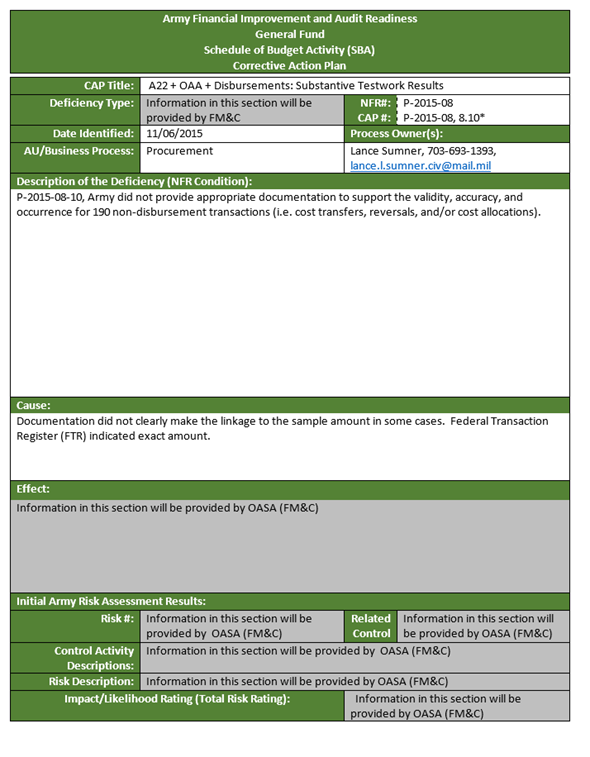 Army Financial Improvement and Audit Readiness
General Fund
Schedule of Budget Activity (SBA)
Corrective Action Plan
CAP Title: A22 + OAA + Disbursements: Substantive Testwork Results
Deficiency Type: Information in this section will be
provided by FM&C
NFR#: P-2015-08
CAP #: P-2015-08, 8.10*
Date Identified: 11/06/2015 Process Owner(s):
AU/Business Process: Procurement Lance Sumner, 703-693-1393,
lance.l.sumner.civ@mail.mil
Description of the Deficiency (NFR Condition):
P-2015-08-10, Army did not provide appropriate documentation to support the validity, accuracy, and
occurrence for 190 non-disbursement transactions (i.e. cost transfers, reversals, and/or cost allocations).
Cause:
Documentation did not clearly make the linkage to the sample amount in some cases.  Federal Transaction
Register (FTR) indicated exact amount.
Effect:
Information in this section will be provided by OASA (FM&C)
Initial Army Risk Assessment Results:
Risk #: Information in this section will be
provided by  OASA (FM&C)
Related
Control
Information in this section will
be provided by OASA (FM&C)
Control Activity
Descriptions:
Information in this section will be provided by  OASA (FM&C)
Risk Description: Information in this section will be provided by OASA (FM&C)
Impact/Likelihood Rating (Total Risk Rating): Information in this section will be
provided by OASA (FM&C)